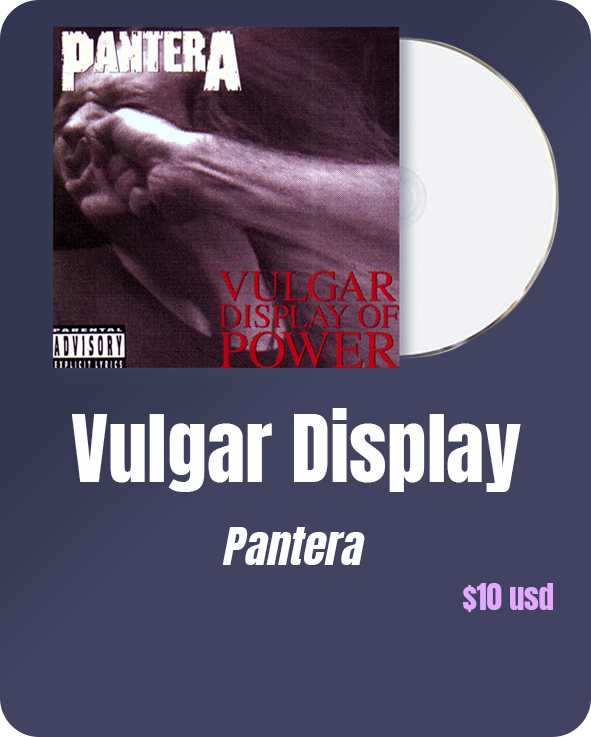 PANTERA
VULGAR
DISPLAY OF
POWER
PARENTAL
ADVISORY
EXPLICIT LYRICS
Vulgar Display
Pantera
$10 usd